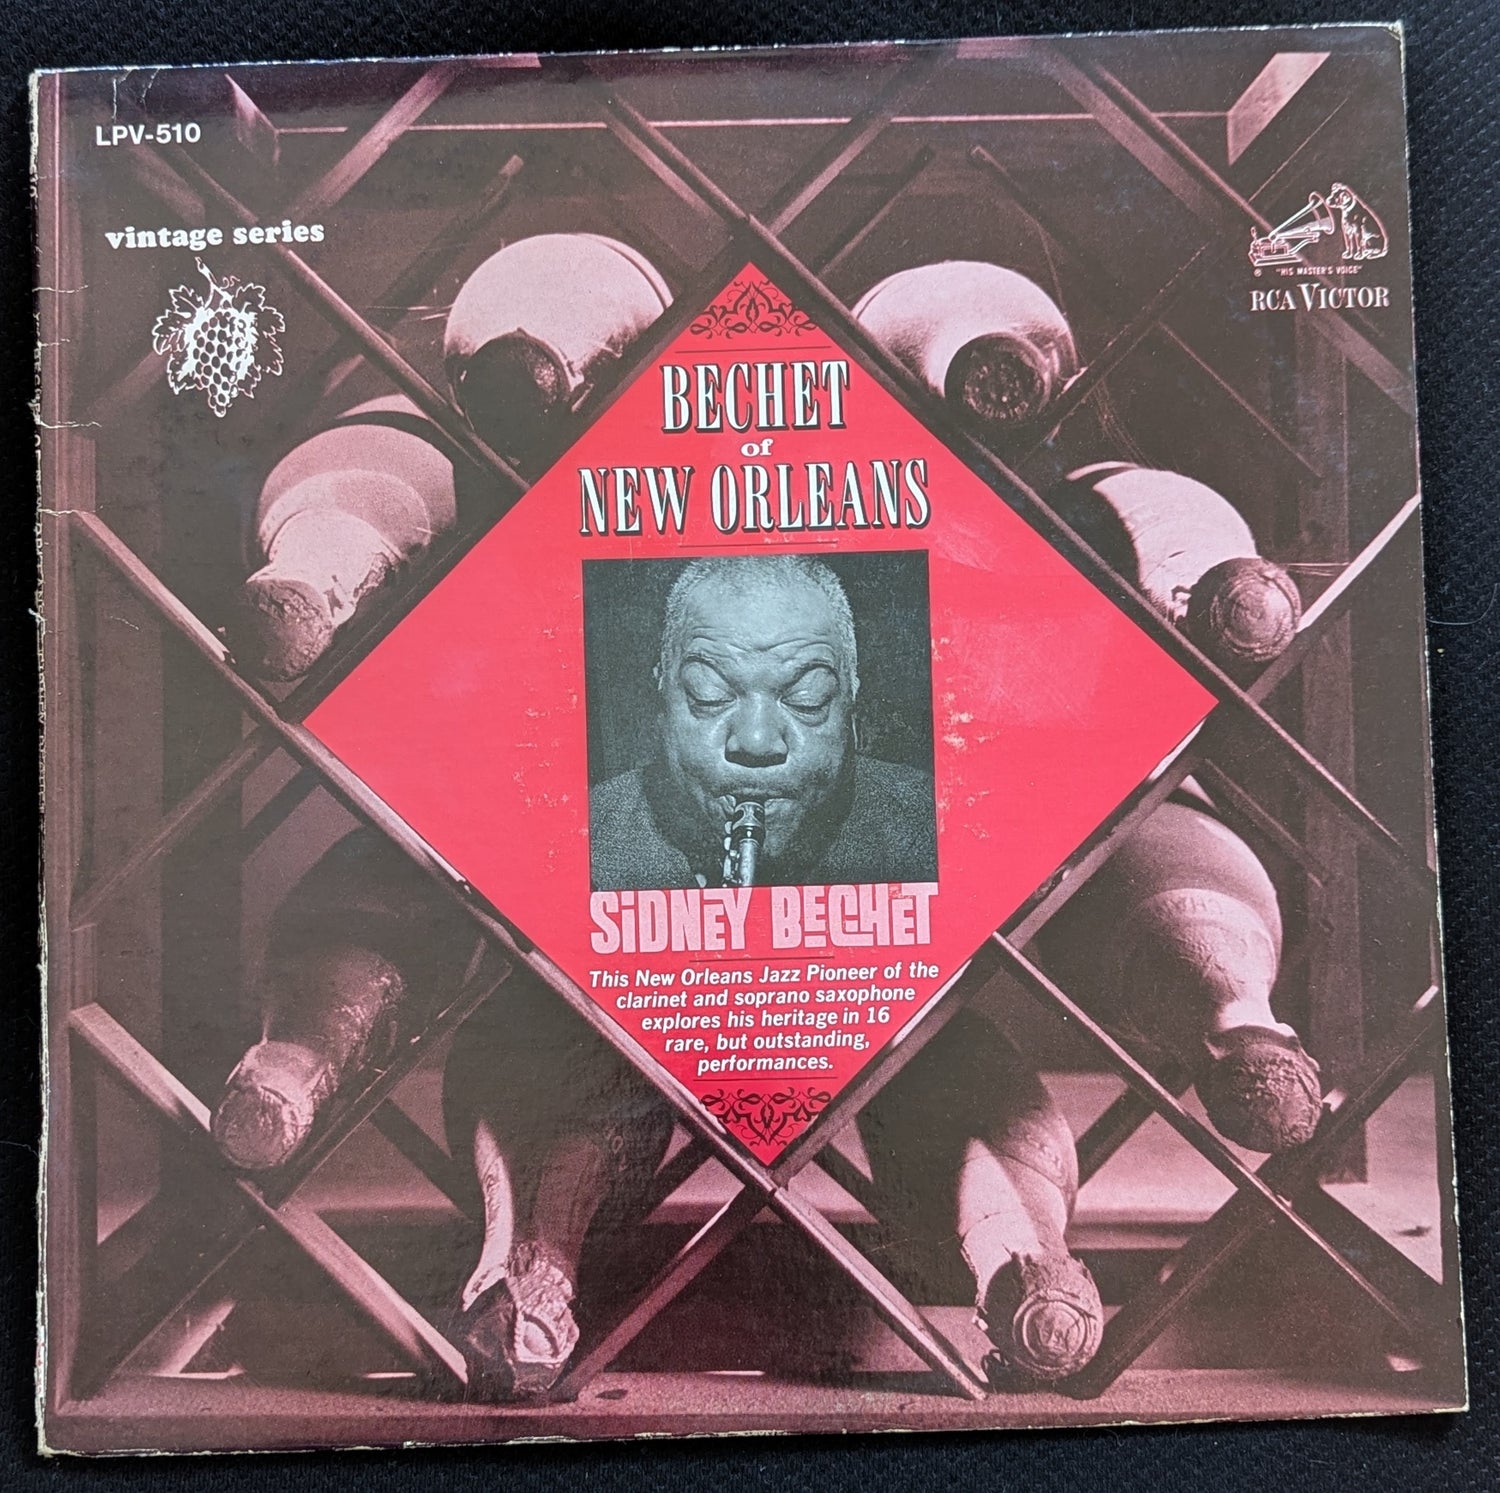 LPV-510
vintage series
® "HIS MASTER'S VOICE"
RCA VICTOR
BECHET
of
NEW ORLEANS
SiDNEY BECHET
This New Orleans Jazz Pioneer of the
clarinet and soprano saxophone
explores his heritage in 16
rare, but outstanding,
performances.